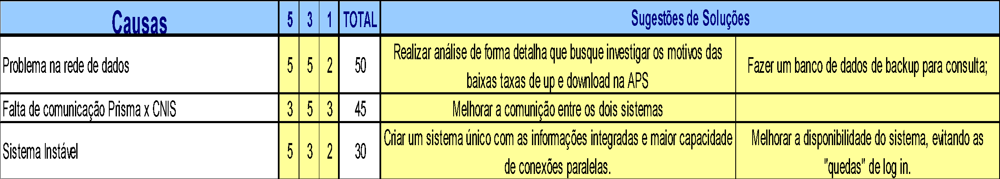 Causas 5 3 1 TOTAL Sugestões de Soluções
Problema na rede de dados 5 5 2 50
Realizar análise de forma detalha que busque investigar os motivos das
baixas taxas de up e download na APS
Fazer um banco de dados de backup para consulta;
Falta de comunicação Prisma x CNIS 3 5 3 45 Melhorar a comunição entre os dois sistemas
Sistema Instável 5 3 2 30
Criar um sistema único com as informações integradas e maior capacidade
de conexões paralelas.
Melhorar a disponibilidade do sistema, evitando as
"quedas" de log in.